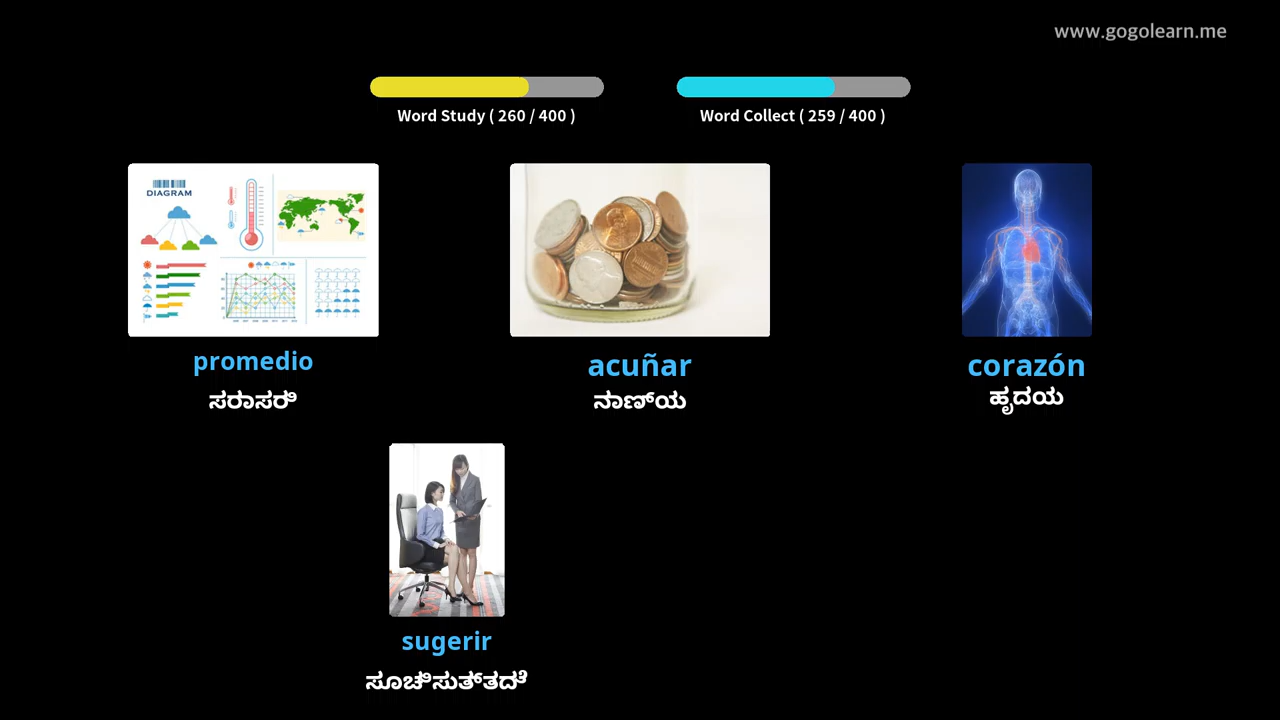 www.gogolearn.me
Word Study ( 260 / 400 )
Word Collect ( 259 / 400 )
DIAGRAM
promedio
ಸರಾಸರಿ
acuñar
ನಾಣ್ಯ
corazón
ಹೃದಯ
sugerir
ಸೂಚಿಸುತ್ತದೆ